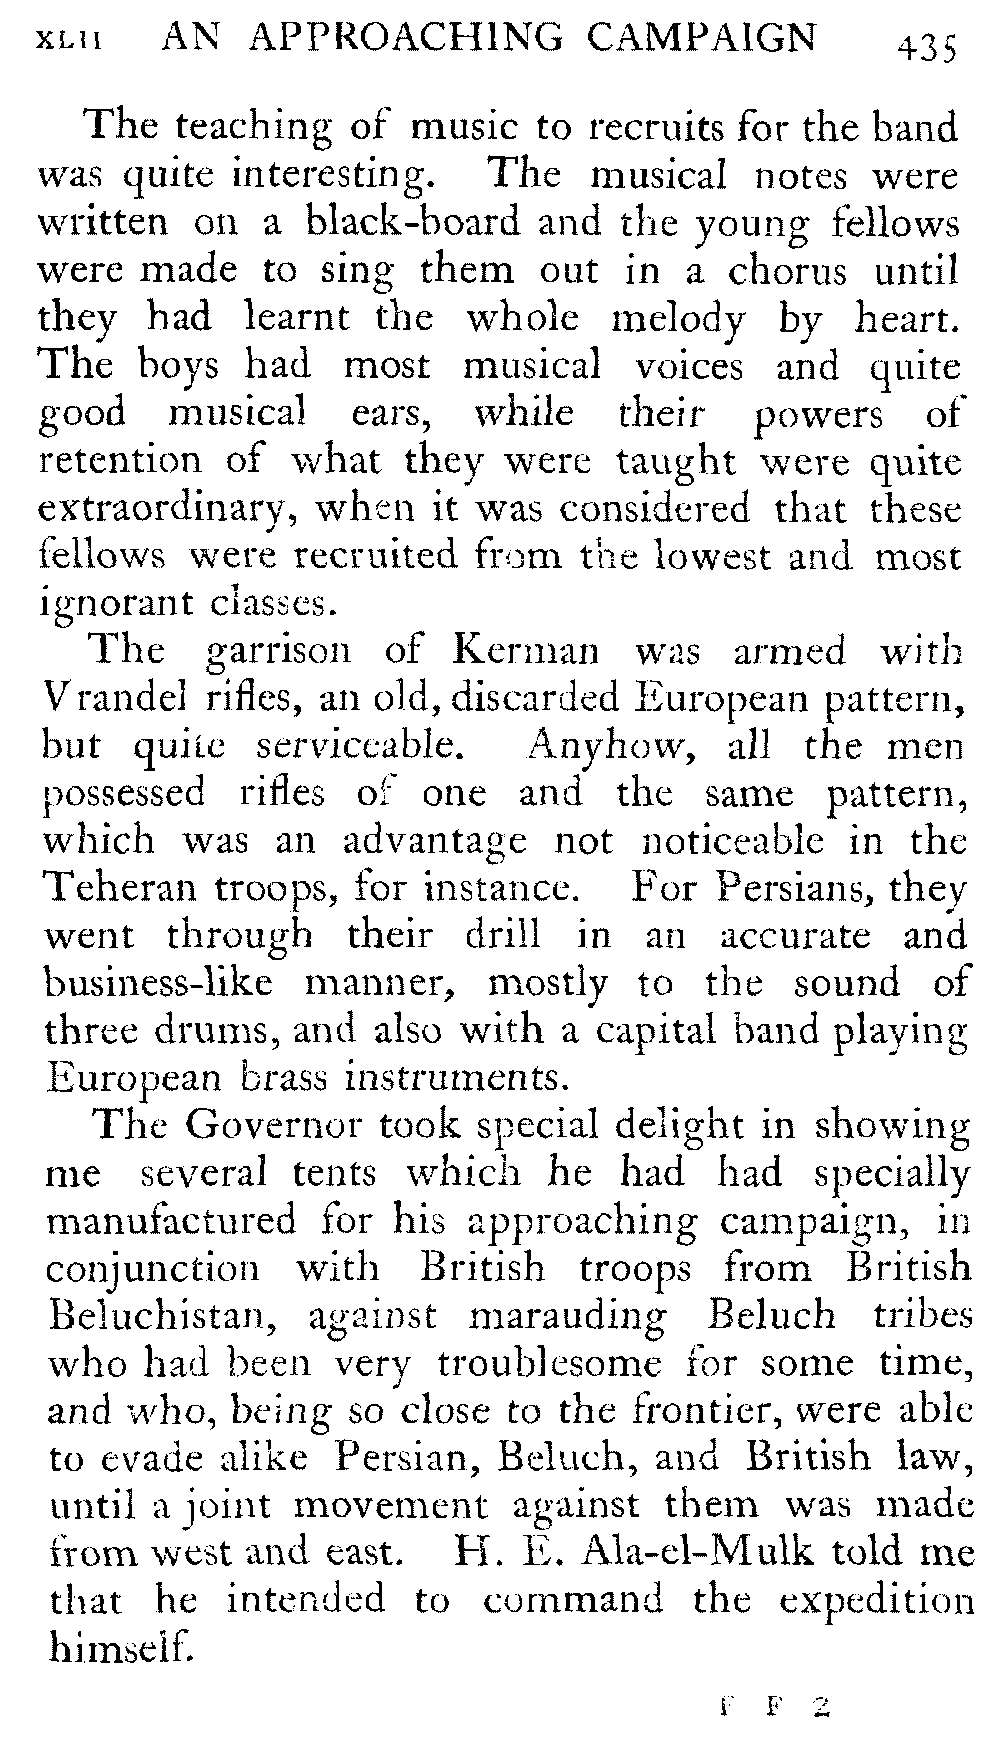 XLII AN APPROACHING CAMPAIGN 435
The teaching of music to recruits for the band
was quite interesting. The musical notes were
written on a black-board and the young fellows
were made to sing them out in a chorus until
they had learnt the whole melody by heart.
The boys had most musical voices and quite
good musical ears, while their powers of
retention of what they were taught were quite
extraordinary, when it was considered that these
fellows were recruited from the lowest and most
ignorant classes.
The garrison of Kerman was armed with
Vrandel rifles, an old, discarded European pattern,
but quite serviceable. Anyhow, all the men
possessed rifles of one and the same pattern,
which was an advantage not noticeable in the
Teheran troops, for instance. For Persians, they
went through their drill in an accurate and
business-like manner, mostly to the sound of
three drums, and also with a capital band playing
European brass instruments.
The Governor took special delight in showing
me several tents which he had had specially
manufactured for his approaching campaign, in
conjunction with British troops from British
Beluchistan, against marauding Beluch tribes
who had been very troublesome for some time,
and who, being so close to the frontier, were able
to evade alike Persian, Beluch, and British law,
until a joint movement against them was made
from west and east. H. E. Ala-el-Mulk told me
that he intended to command the expedition
himself.
F F 2